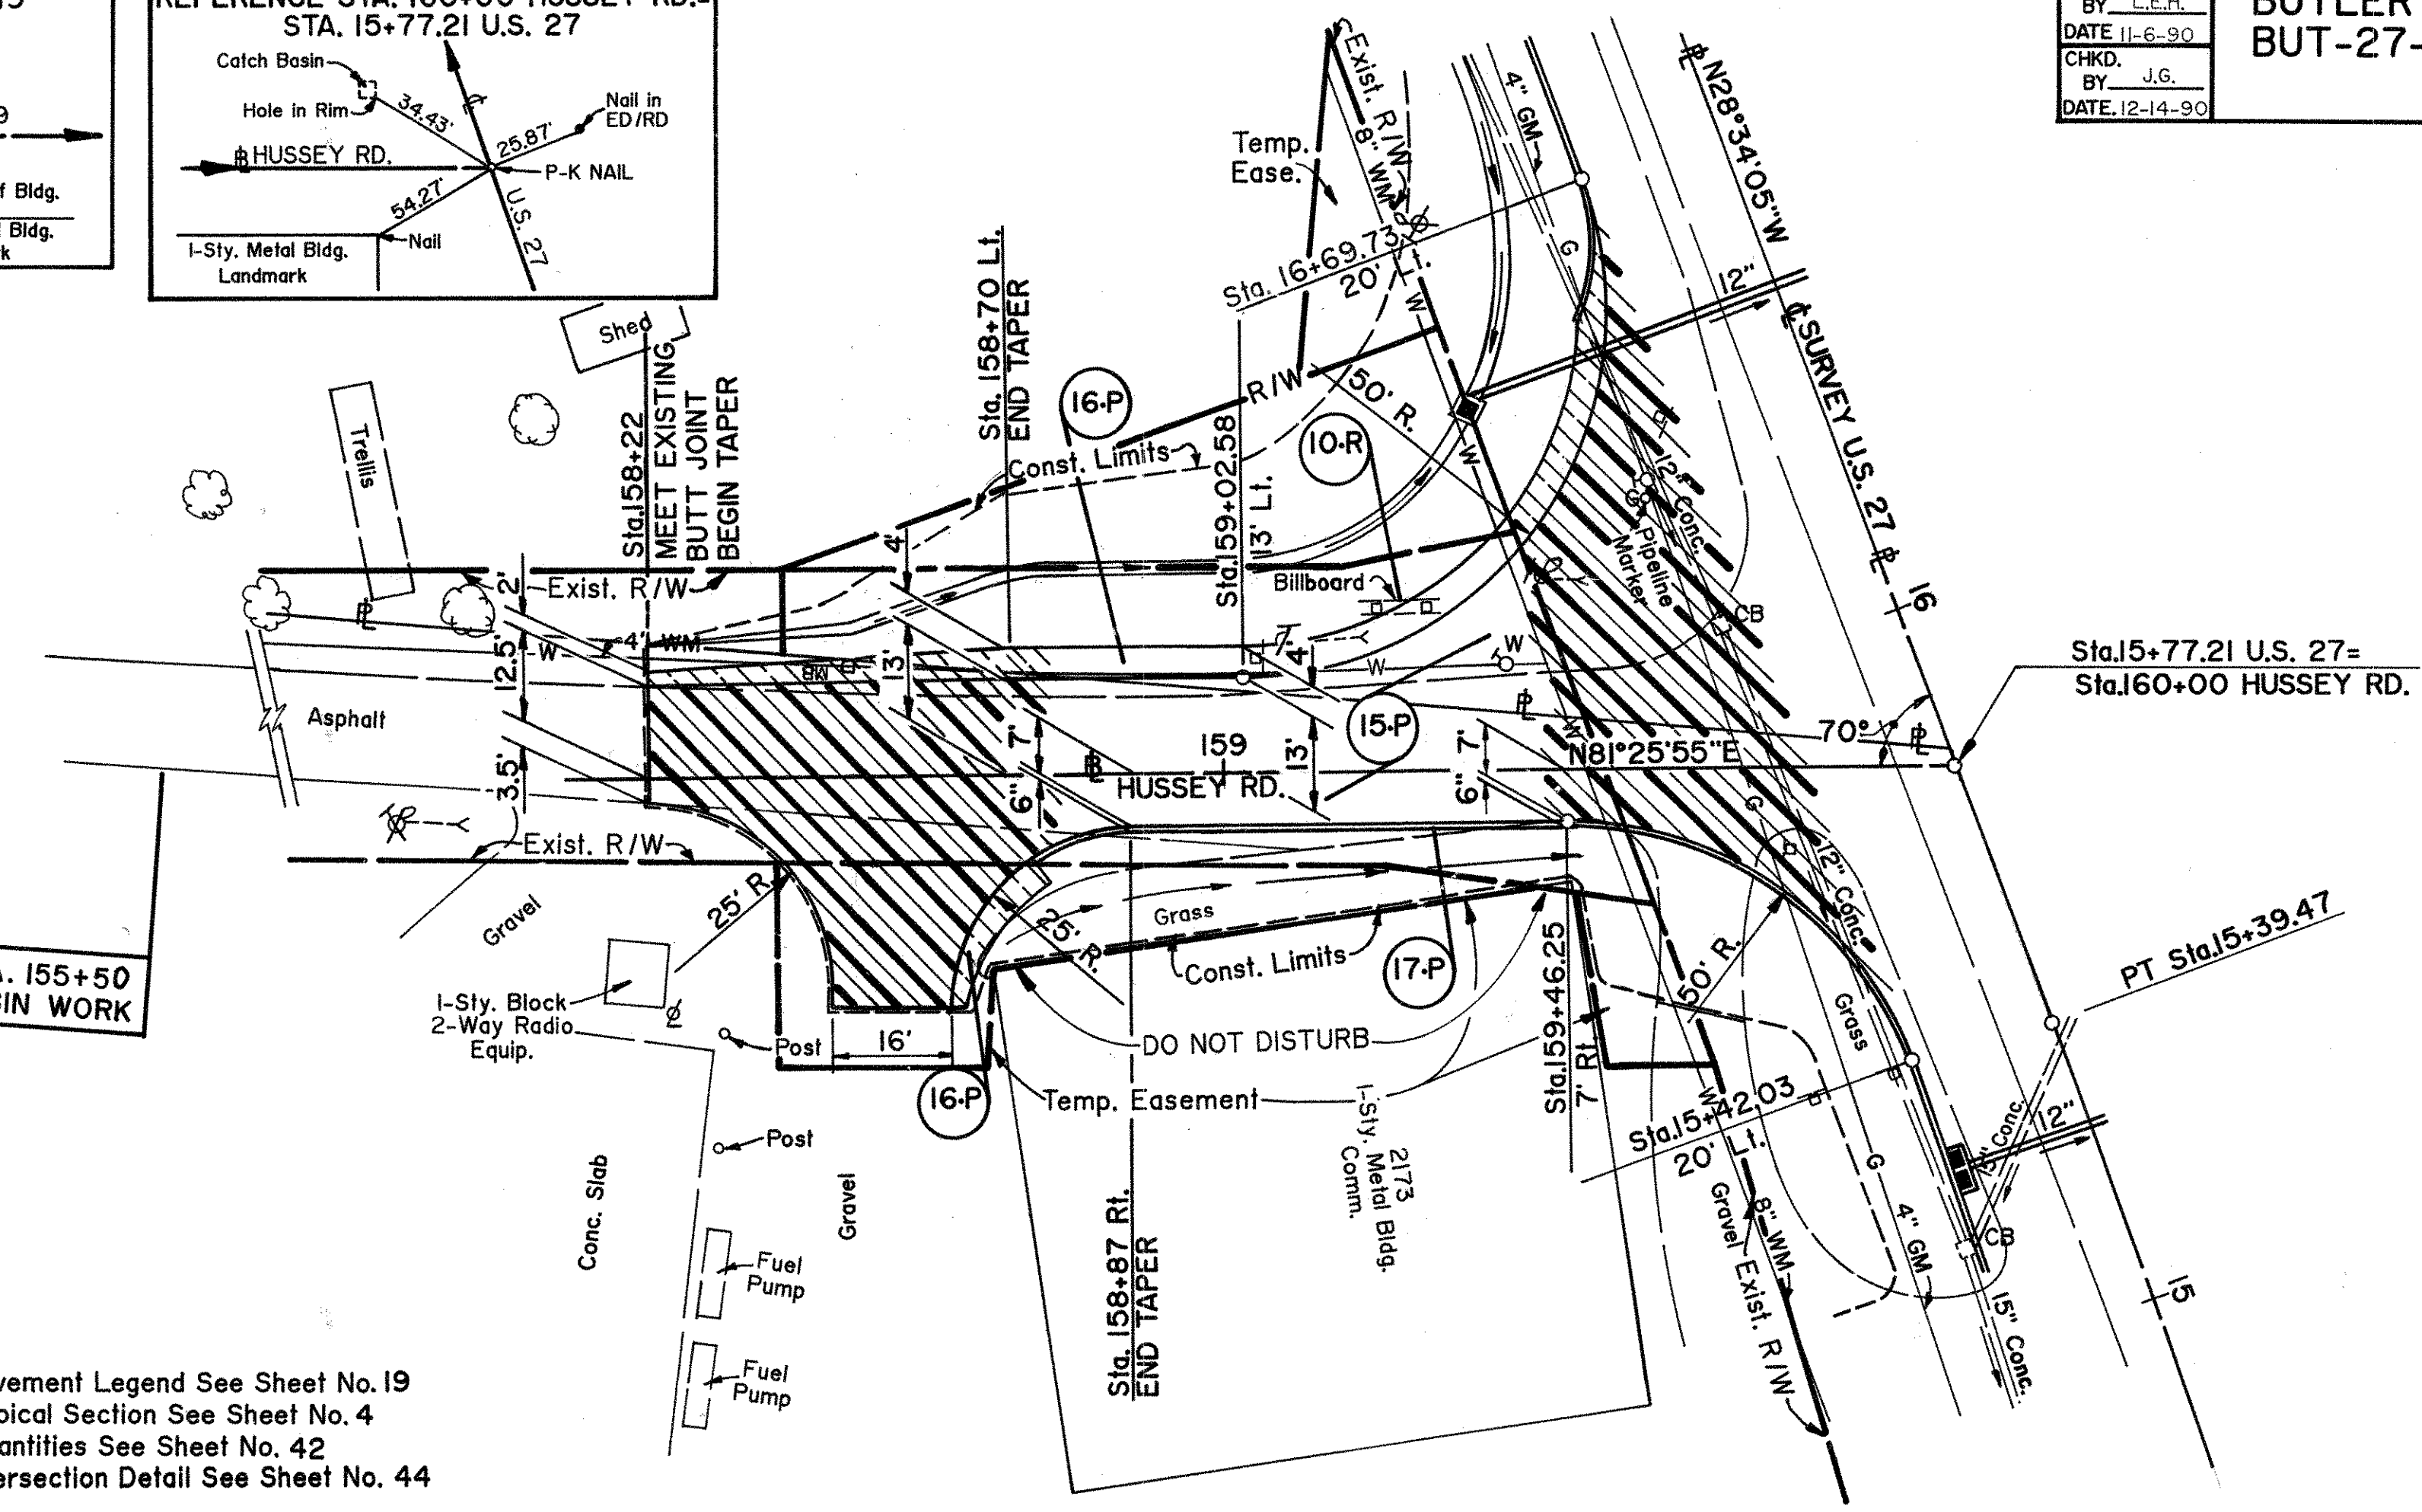 REFERENCE STA. 160+00 HUSSEY RD.=
STA. 15+77.21 U.S. 27
Catch Basin
Hole in Rim
34.43'
Nail in
ED/RD
25.87'
HUSSEY RD.
P-K NAIL
54.27'
U.S. 27
Nail
1-Sty. Metal Bldg.
Landmark
f Bldg.
Bldg.
k
BY L.E.H.
DATE 11-6-90
CHKD.
BY J.G.
DATE. 12-14-90
BUTLER
BUT-27-
Exist. R/W
8" WM
4" GM
N28°34'05"W
Temp.
Ease.
Sta. 16+69.73
20' Lt.
G
W
12"
SURVEY U.S. 27
Shed
Trellis
Sta.158+22
MEET EXISTING
BUTT JOINT
BEGIN TAPER
Sta. 158+70 Lt.
END TAPER
16-P
R/W
50' R.
10-R
W
Const. Limits
Sta.159+02.58
13' Lt.
12" Conc.
G
Pipeline
Marker
Billboard
CB
16
Exist. R/W
2'
4'
12.5'
W
4" WM
13'
4'
W
W
Asphalt
3.5'
7'
6"
15-P
159
13'
HUSSEY RD.
7'
6"
N81°25'55"E
70°
Sta.15+77.21 U.S. 27=
Sta.160+00 HUSSEY RD.
Exist. R/W
Gravel
25' R.
Grass
25' R.
Const. Limits
17-P
G
12" Conc.
50' R.
Grass
PT Sta.15+39.47
A. 155+50
IN WORK
1-Sty. Block
2-Way Radio
Equip.
Post
16'
DO NOT DISTURB
Sta.159+46.25
7' Rt.
16-P
Temp. Easement
Post
Conc. Slab
Gravel
2173
1-Sty. Metal Bldg.
Comm.
W
Sta.15+42.03
20' Lt.
Gravel
8" WM
Exist. R/W
G
4" GM
12"
CB
15" Conc.
15
Sta. 158+87 Rt.
END TAPER
Fuel
Pump
Fuel
Pump
vement Legend See Sheet No. 19
pical Section See Sheet No. 4
antities See Sheet No. 42
ersection Detail See Sheet No. 44